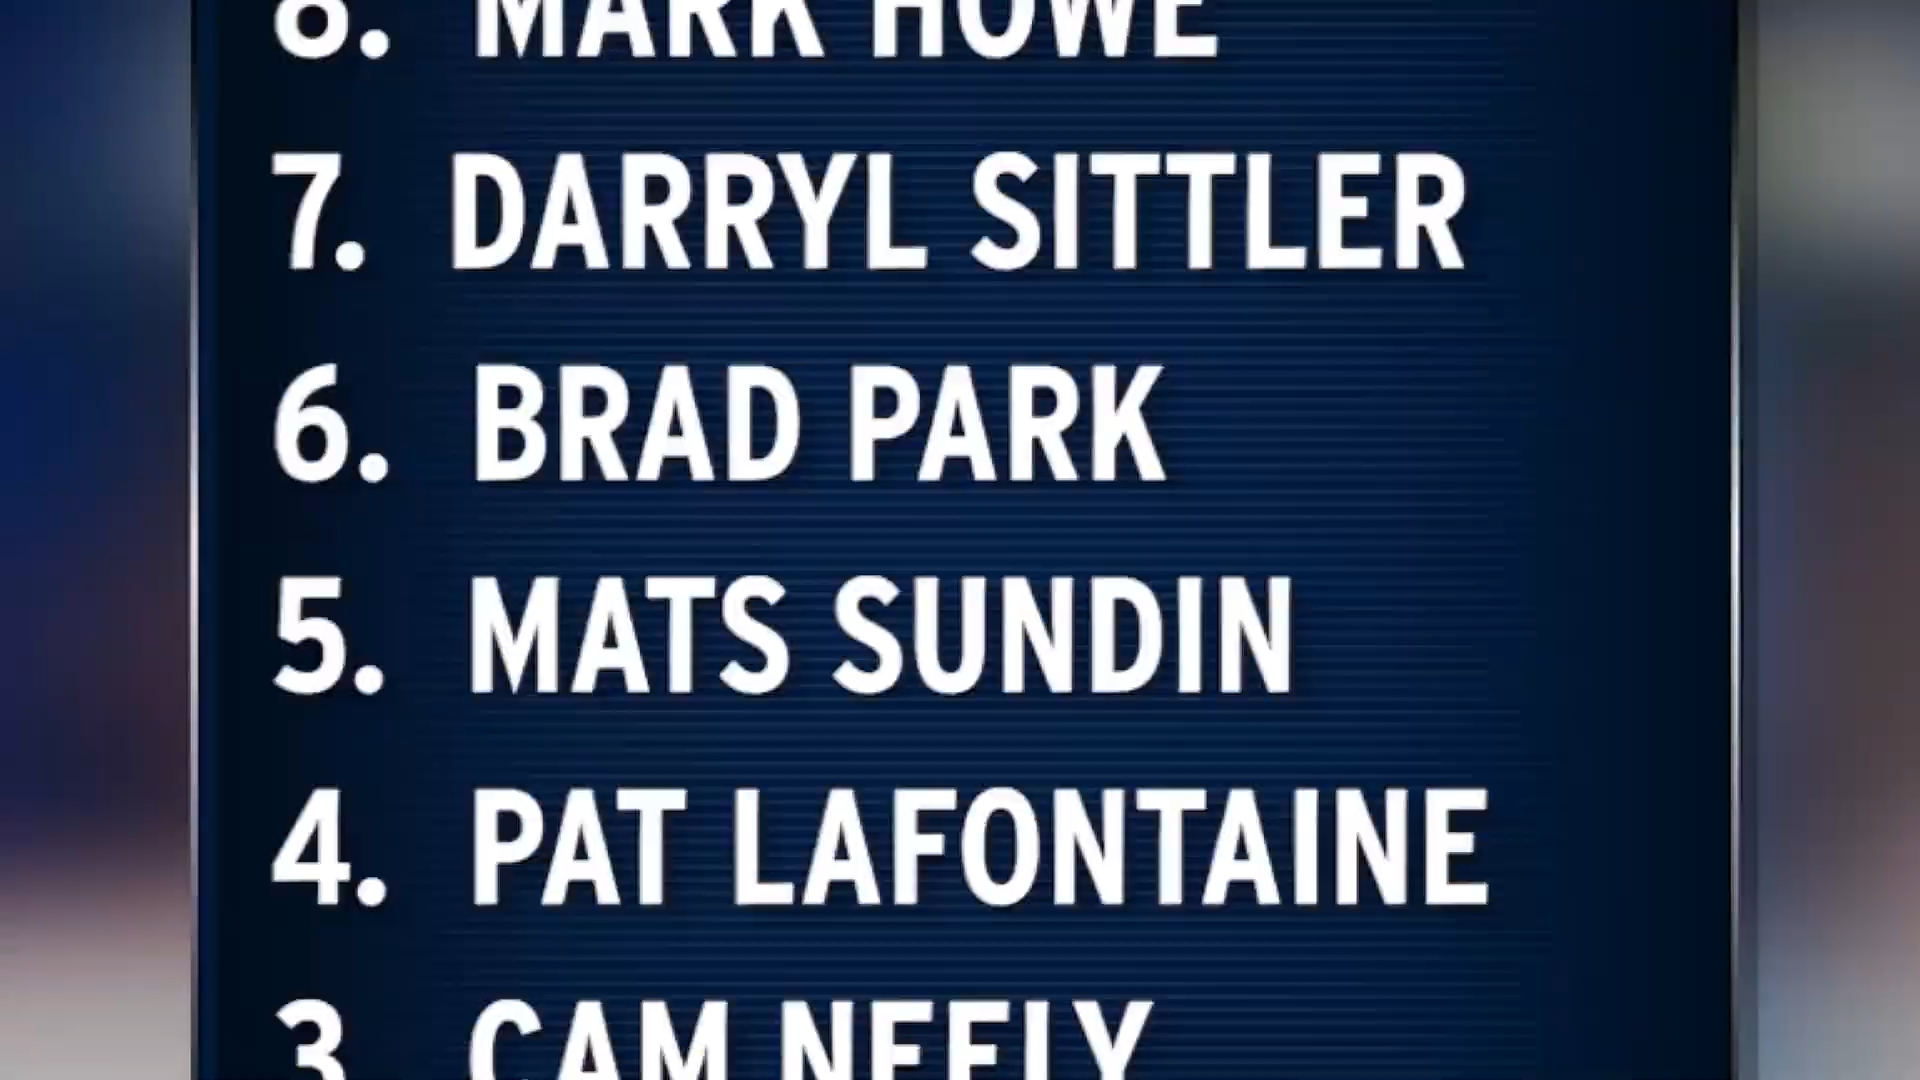 8. MARK HOWE
7. DARRYL SITTLER
6. BRAD PARK
5. MATS SUNDIN
4. PAT LAFONTAINE
3. CAM NEELY